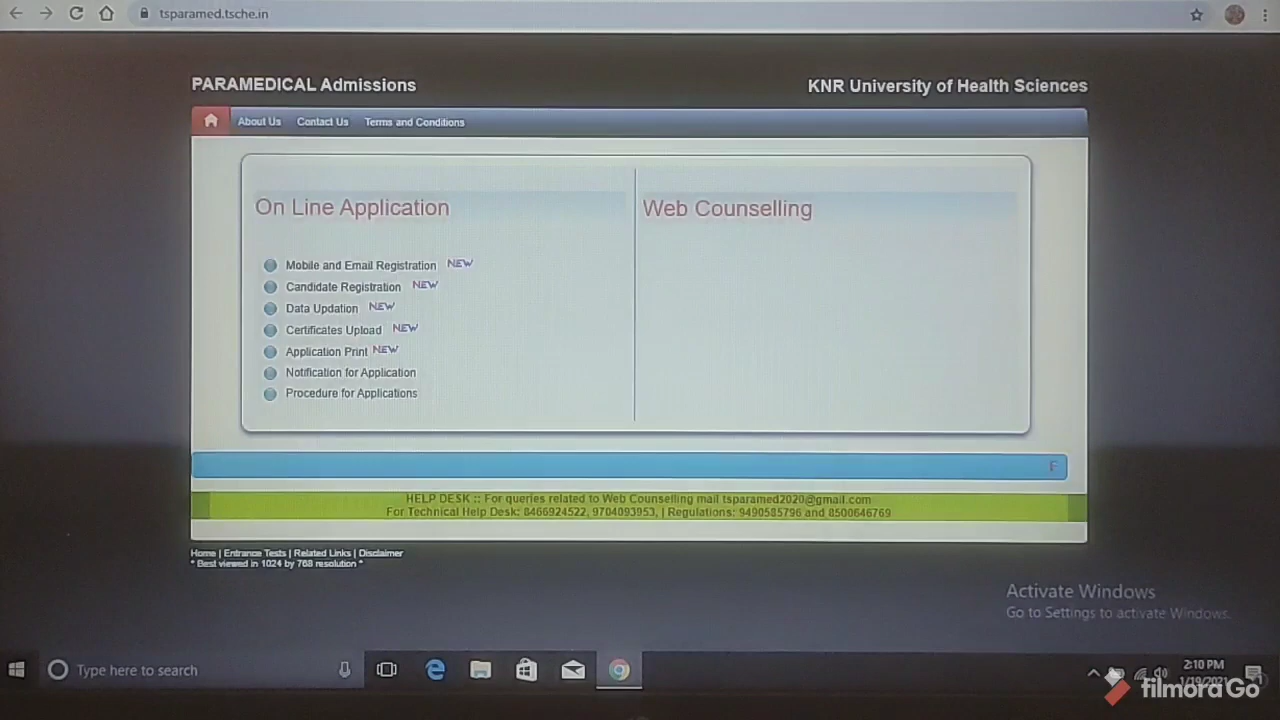 tsparamed.tsche.in
PARAMEDICAL Admissions
KNR University of Health Sciences
About Us Contact Us Terms and Conditions
On Line Application
Web Counselling
Mobile and Email Registration NEW
Candidate Registration NEW
Data Updation NEW
Certificates Upload NEW
Application Print NEW
Notification for Application
Procedure for Applications
F
HELP DESK :: For queries related to Web Counselling mail tsparamed2020@gmail.com
For Technical Help Desk: 8466924522, 9704093953, | Regulations: 9490585796 and 8500646769
Home | Entrance Tests | Related Links | Disclaimer
* Best viewed in 1024 by 768 resolution *
Activate Windows
Go to Settings to activate Windows.
Type here to search
2:10 PM
1/19/2021
filmoraGo